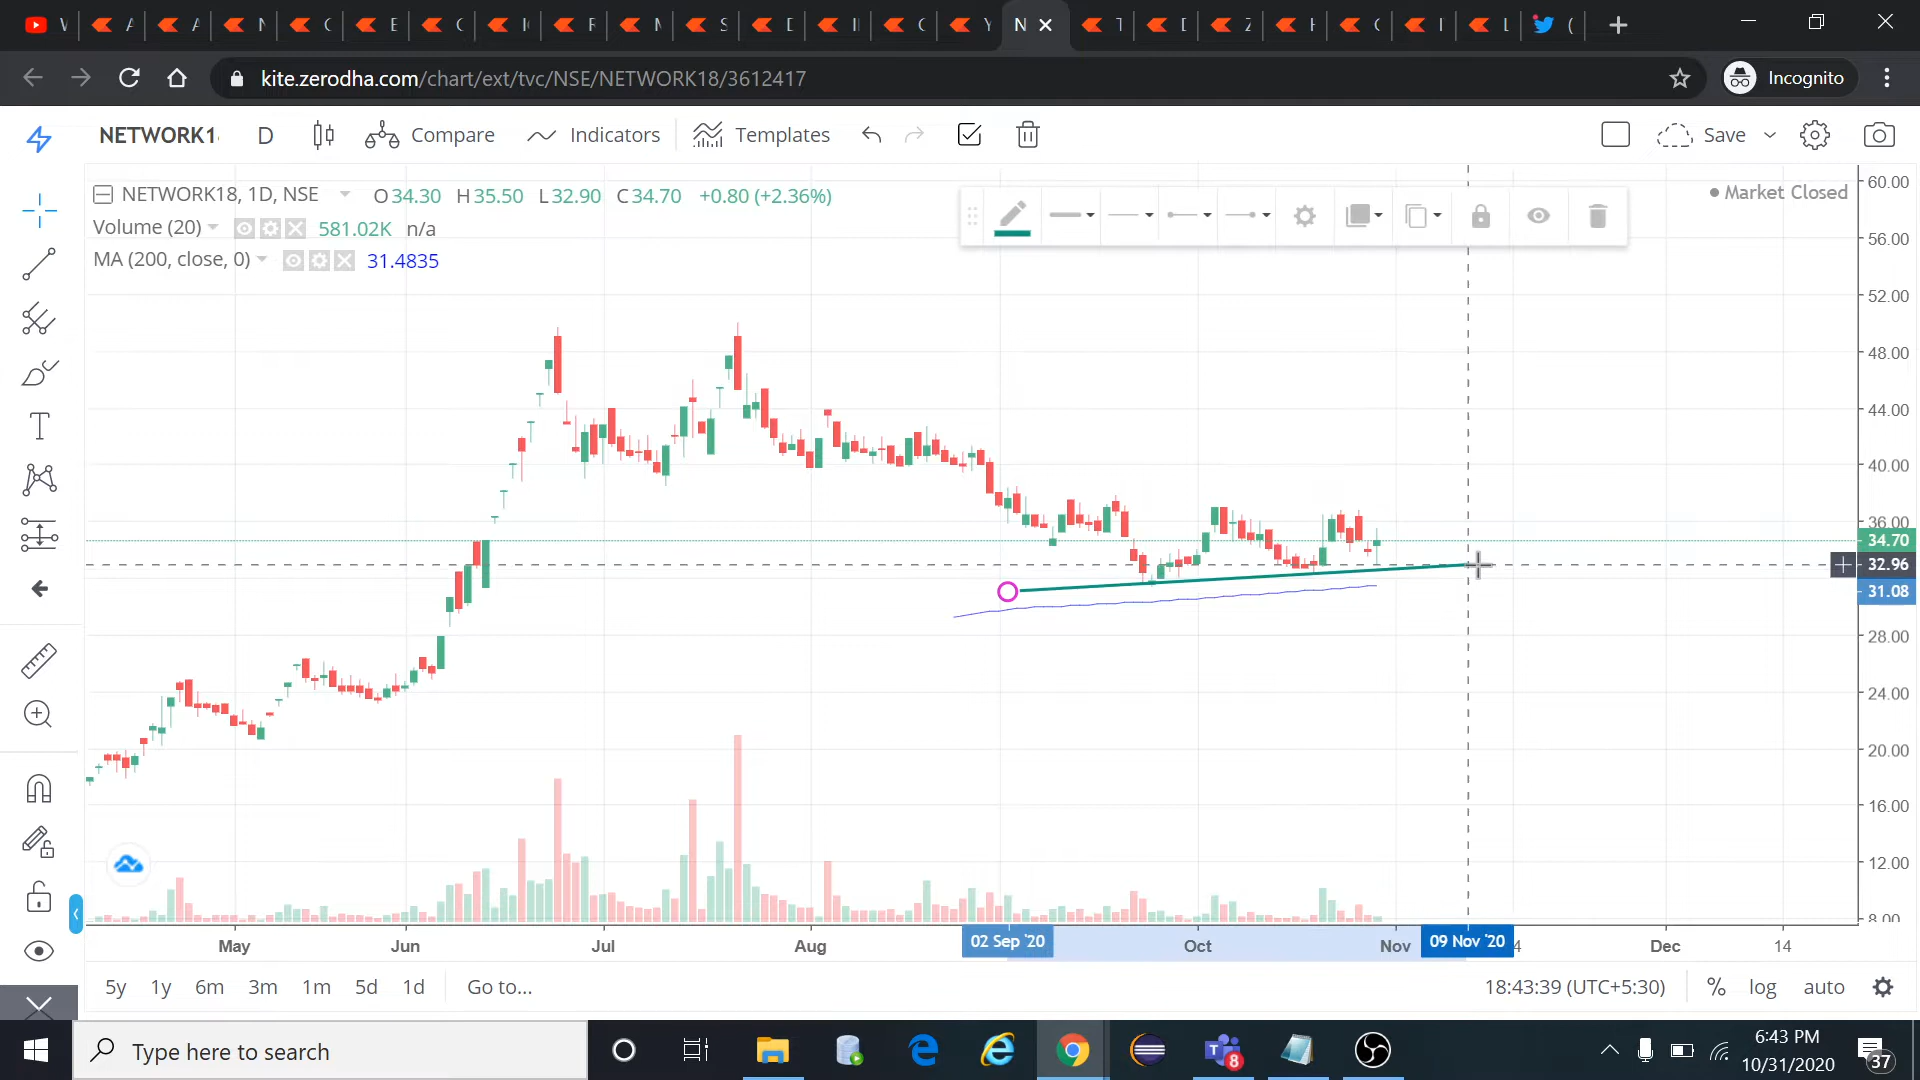 kite.zerodha.com/chart/ext/tvc/NSE/NETWORK18/3612417
Incognito
NETWORK1
D
Compare
Indicators
Templates
Save
NETWORK18, 1D, NSE
O34.30 H35.50 L32.90 C34.70 +0.80 (+2.36%)
Market Closed
Volume (20)
581.02K n/a
MA (200, close, 0)
31.4835
60.00
56.00
52.00
48.00
44.00
40.00
36.00
34.70
32.96
31.08
28.00
24.00
20.00
16.00
12.00
8.00
May
Jun
Jul
Aug
02 Sep '20
Oct
Nov
09 Nov '20
4
Dec
14
5y 1y 6m 3m 1m 5d 1d
Go to...
18:43:39 (UTC+5:30)
%
log
auto
Type here to search
8
6:43 PM
10/31/2020
37